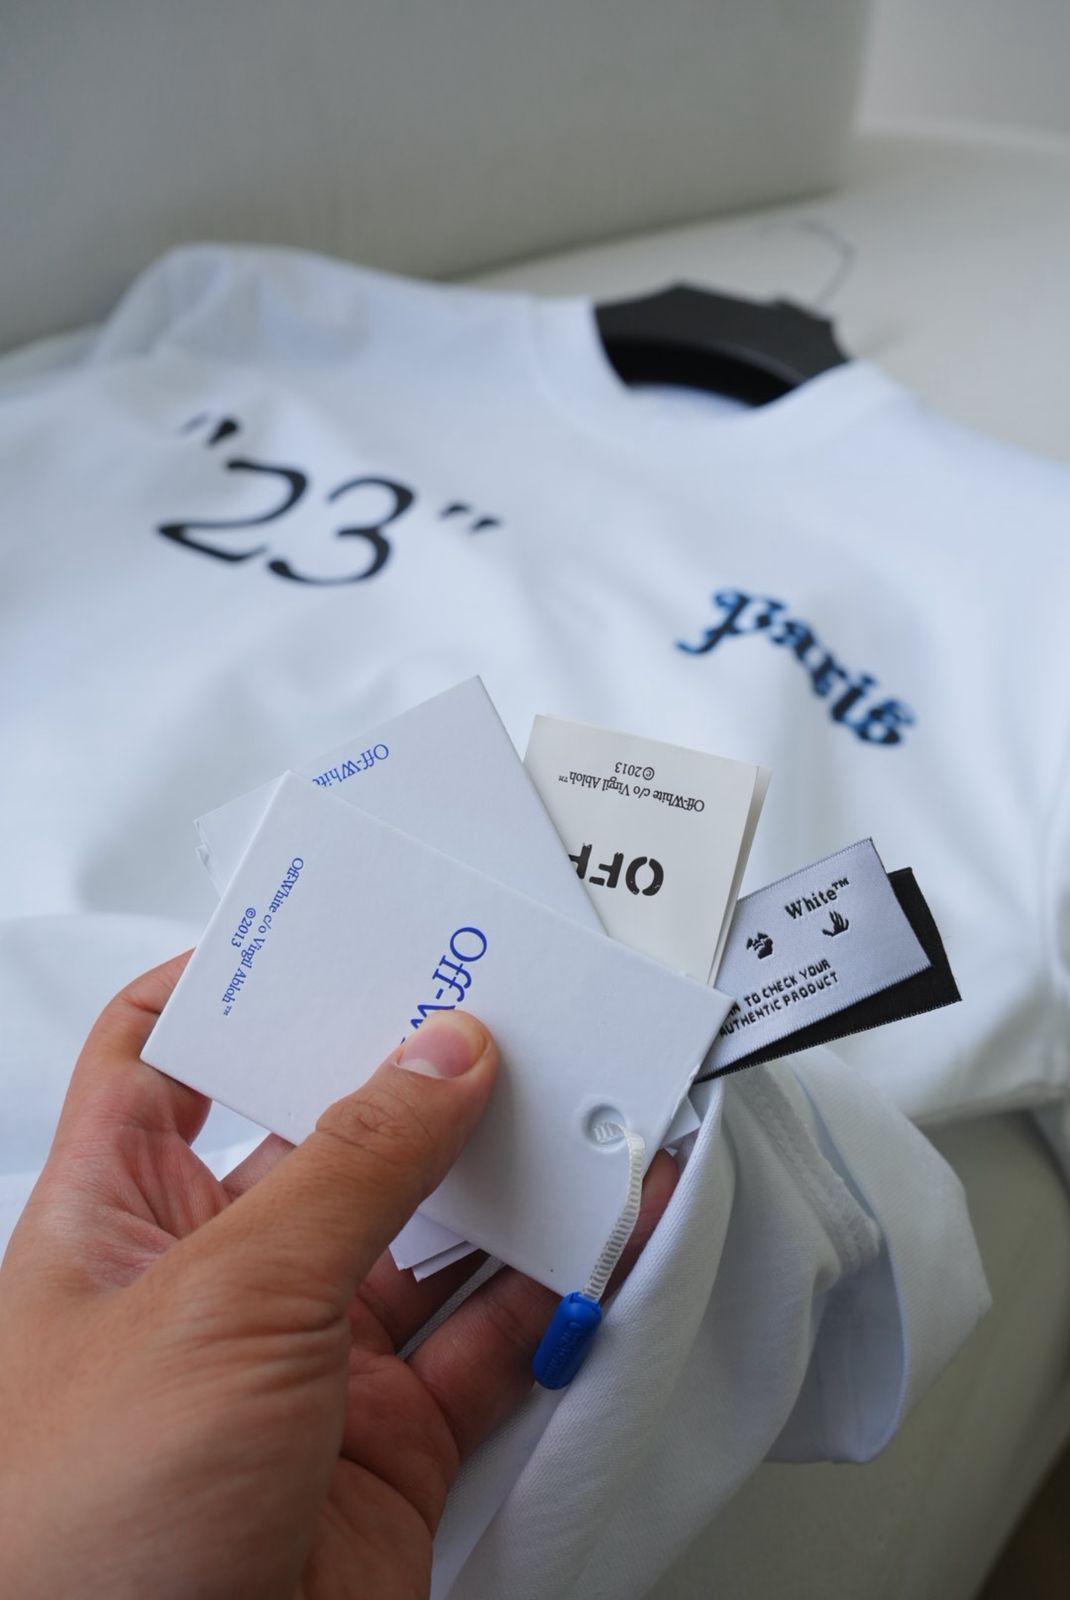 "23"
paris
Off-White
Off-White c/o Virgil Abloh™
©2013
Off-W
Off-White c/o Virgil Abloh™
©2013
OFF
White™
TO CHECK YOUR
AUTHENTIC PRODUCT